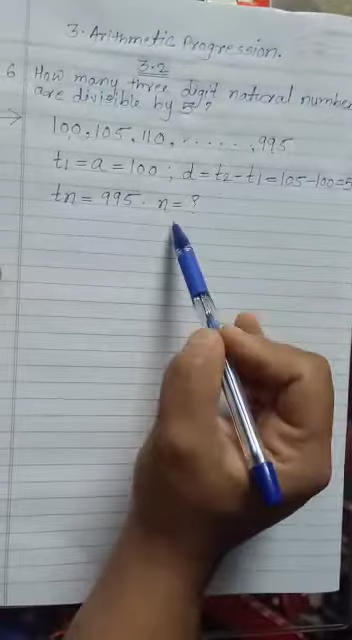 3. Arithmetic Progression.
3.2
6 How many three digit natural number
are divisible by 5?
→ 100, 105, 110, ......, 995
t1 = a = 100 ; d = t2 - t1 = 105 - 100 = 5
tn = 995. n = ?